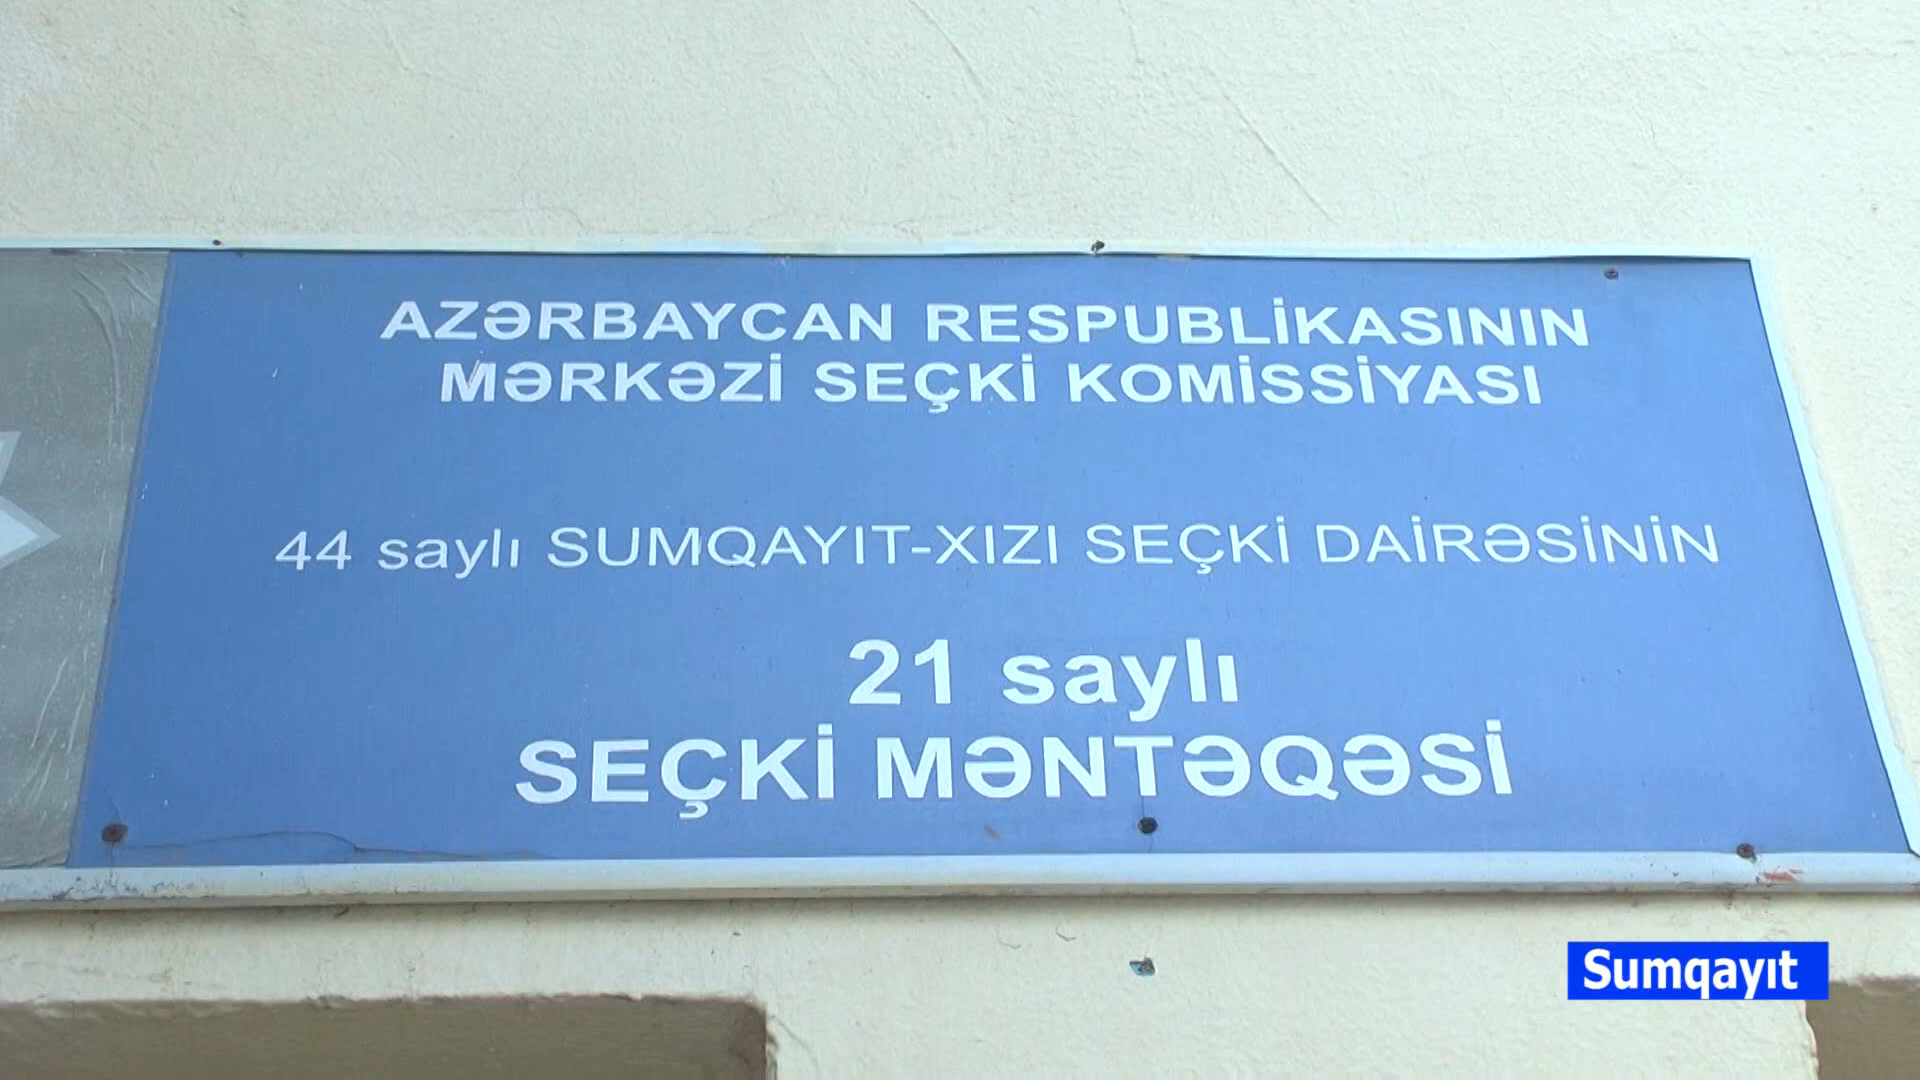 AZƏRBAYCAN RESPUBLİKASININ
MƏRKƏZİ SEÇKİ KOMİSSİYASI
44 saylı SUMQAYIT-XIZI SEÇKİ DAİRƏSİNİN
21 saylı
SEÇKİ MƏNTƏQƏSİ
Sumqayıt